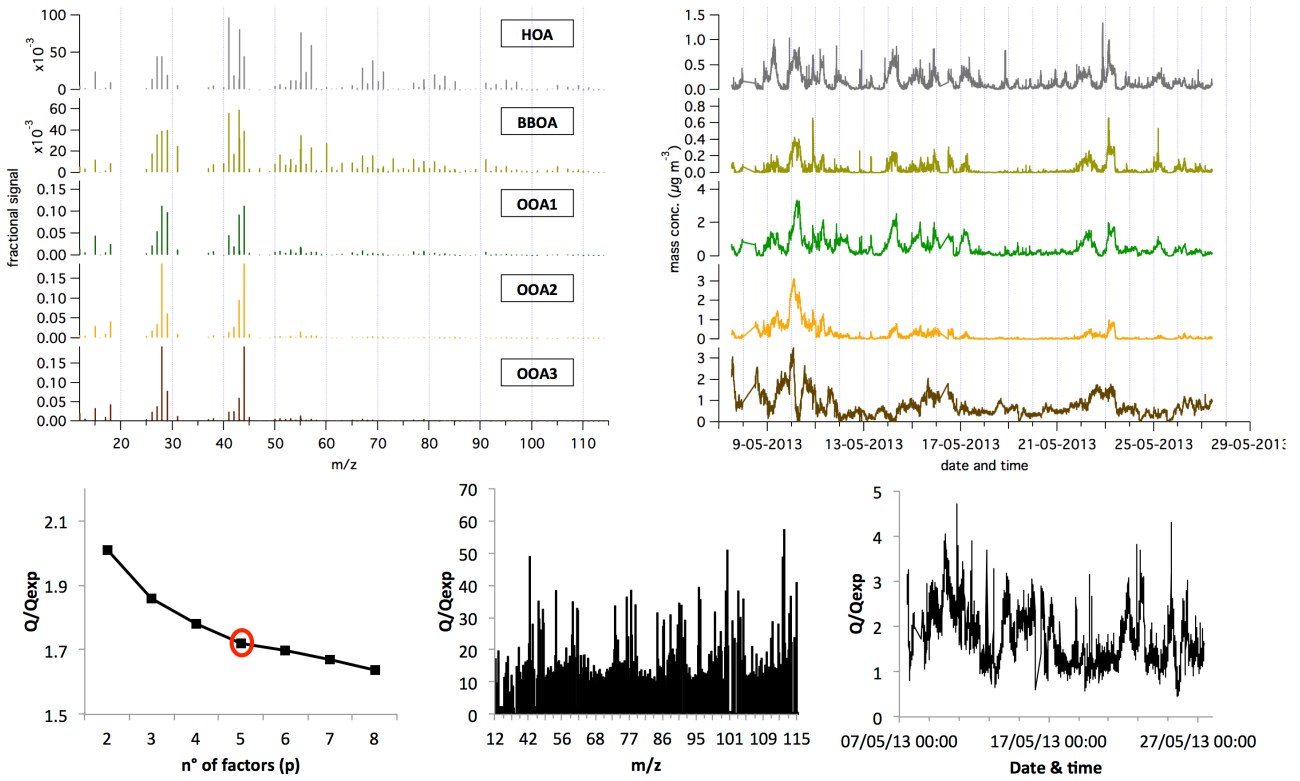 HOA
BBOA
OOA1
OOA2
OOA3
x10⁻³
100
50
0
x10⁻³
60
40
20
0
0.15
0.10
0.05
0.00
0.15
0.10
0.05
0.00
0.15
0.10
0.05
0.00
fractional signal
20 30 40 50 60 70 80 90 100 110
m/z
1.5
1.0
0.5
0.0
0.8
0.6
0.4
0.2
0.0
4
2
0
3
2
1
0
3
2
1
0
mass conc. (µg m⁻³)
9-05-2013 13-05-2013 17-05-2013 21-05-2013 25-05-2013 29-05-2013
date and time
Q/Qexp
2.1
1.9
1.7
1.5
2 3 4 5 6 7 8
n° of factors (p)
Q/Qexp
70
60
50
40
30
20
10
0
12 42 56 68 78 86 95 101 109 115
m/z
Q/Qexp
5
4
3
2
1
0
07/05/13 00:00 17/05/13 00:00 27/05/13 00:00
Date & time